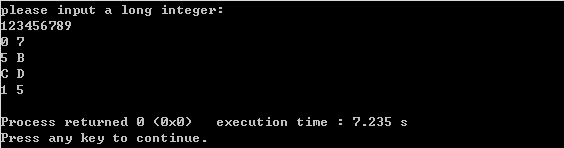 please input a long integer:
123456789
0 7
5 B
C D
1 5
Process returned 0 (0x0)   execution time : 7.235 s
Press any key to continue.